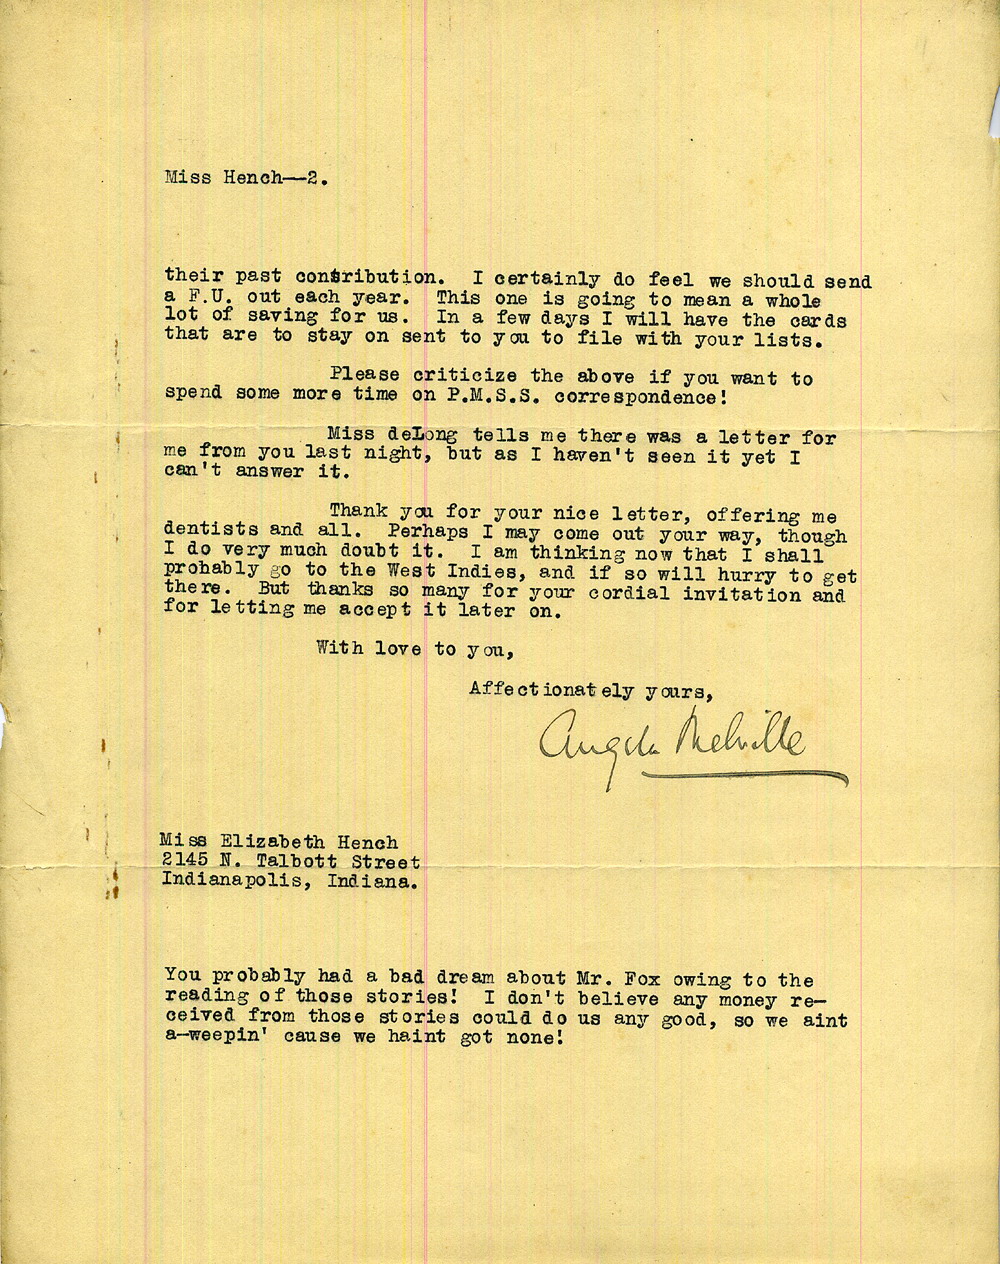 Miss Hench--2.
their past contribution.  I certainly do feel we should send
a F.U. out each year.  This one is going to mean a whole
lot of saving for us.  In a few days I will have the cards
that are to stay on sent to you to file with your lists.
Please criticize the above if you want to
spend some more time on P.M.S.S. correspondence!
Miss deLong tells me there was a letter for
me from you last night, but as I haven't seen it yet I
can't answer it.
Thank you for your nice letter, offering me
dentists and all.  Perhaps I may come out your way, though
I do very much doubt it.  I am thinking now that I shall
probably go to the West Indies, and if so will hurry to get
there.  But thanks so many for your cordial invitation and
for letting me accept it later on.
With love to you,
Affectionately yours,
Angela Melville
Miss Elizabeth Hench
2145 N. Talbott Street
Indianapolis, Indiana.
You probably had a bad dream about Mr. Fox owing to the
reading of those stories!  I don't believe any money re-
ceived from those stories could do us any good, so we aint
a-weepin' cause we haint got none!